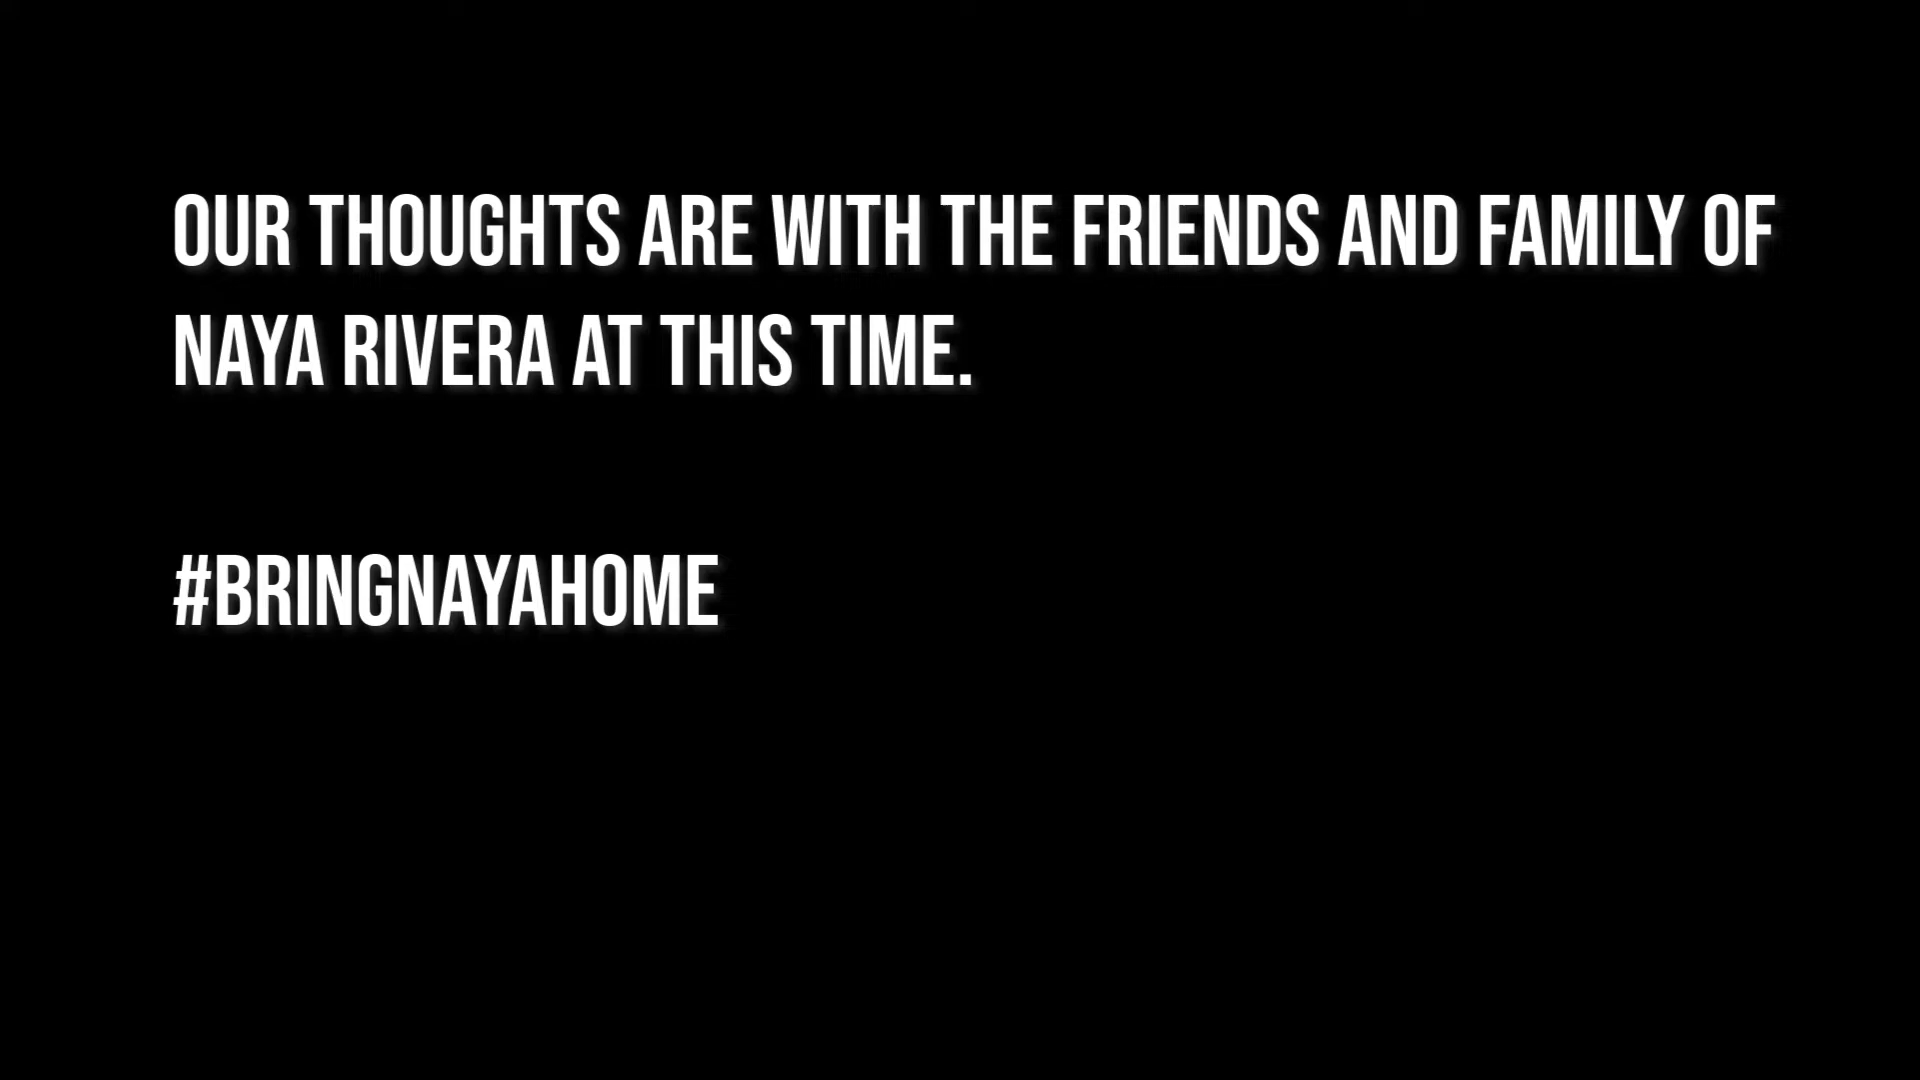 OUR THOUGHTS ARE WITH THE FRIENDS AND FAMILY OF
NAYA RIVERA AT THIS TIME.
#BRINGNAYAHOME